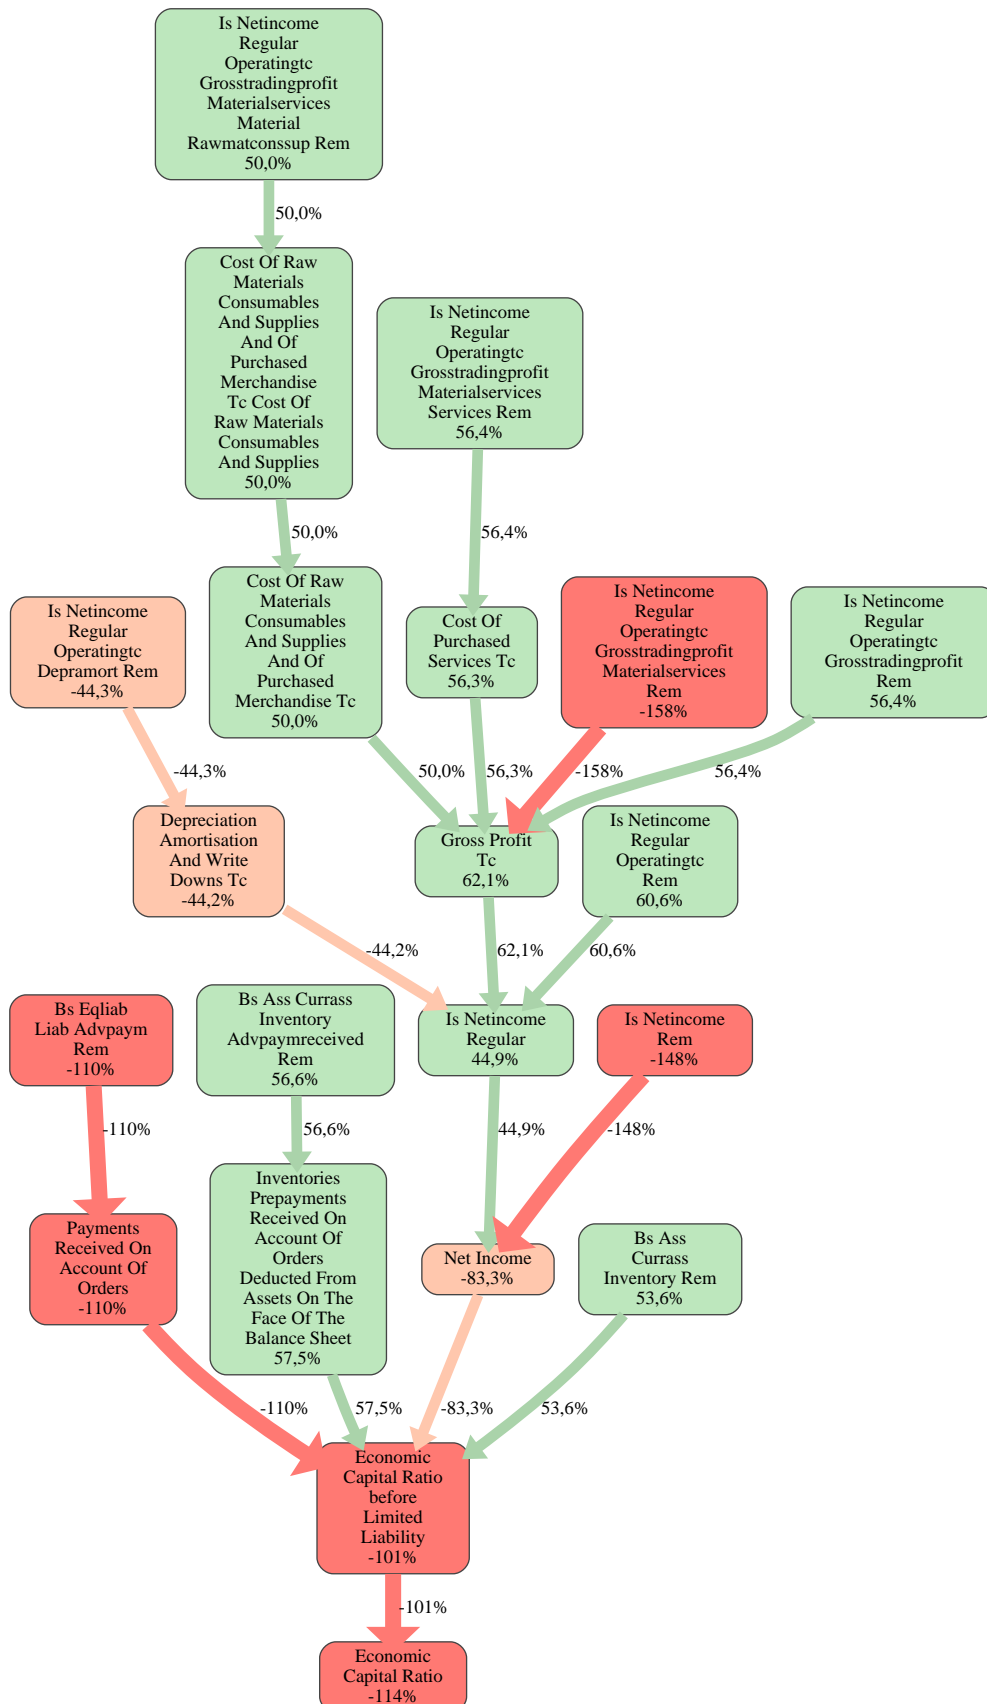 Is Netincome
Regular
Operatingtc
Grosstradingprofit
Materialservices
Material
Rawmatconssup Rem
50,0%
50,0%
Cost Of Raw
Materials
Consumables
And Supplies
And Of
Purchased
Merchandise
Tc Cost Of
Raw Materials
Consumables
And Supplies
50,0%
Is Netincome
Regular
Operatingtc
Grosstradingprofit
Materialservices
Services Rem
56,4%
50,0%
56,4%
Is Netincome
Regular
Operatingtc
Depramort Rem
-44,3%
Cost Of Raw
Materials
Consumables
And Supplies
And Of
Purchased
Merchandise Tc
50,0%
Cost Of
Purchased
Services Tc
56,3%
Is Netincome
Regular
Operatingtc
Grosstradingprofit
Materialservices
Rem
-158%
Is Netincome
Regular
Operatingtc
Grosstradingprofit
Rem
56,4%
-44,3%
50,0%
56,3%
-158%
56,4%
Depreciation
Amortisation
And Write
Downs Tc
-44,2%
Gross Profit
Tc
62,1%
Is Netincome
Regular
Operatingtc
Rem
60,6%
-44,2%
62,1%
60,6%
Bs Eqliab
Liab Advpaym
Rem
-110%
Bs Ass Currass
Inventory
Advpaymreceived
Rem
56,6%
Is Netincome
Regular
44,9%
Is Netincome
Rem
-148%
-110%
56,6%
44,9%
-148%
Payments
Received On
Account Of
Orders
-110%
Inventories
Prepayments
Received On
Account Of
Orders
Deducted From
Assets On The
Face Of The
Balance Sheet
57,5%
Net Income
-83,3%
Bs Ass
Currass
Inventory Rem
53,6%
-110%
57,5%
-83,3%
53,6%
Economic
Capital Ratio
before
Limited
Liability
-101%
-101%
Economic
Capital Ratio
-114%